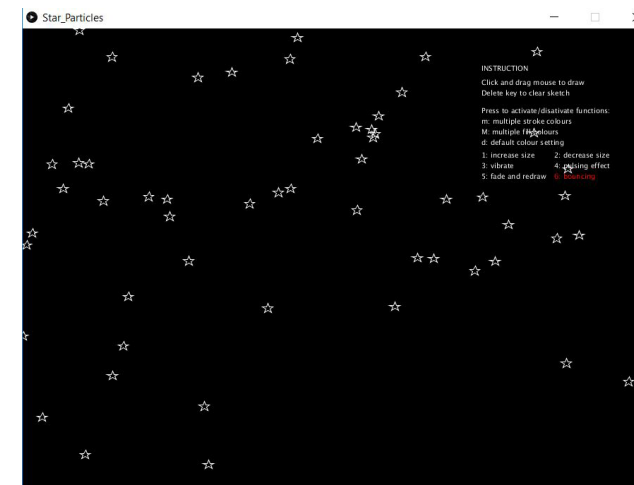 Star_Particles
INSTRUCTION
Click and drag mouse to draw
Delete key to clear sketch
Press to activate/disativate functions:
m: multiple stroke colours
M: multiple fill colours
d: default colour setting
1: increase size 2: decrease size
3: vibrate 4: pulsing effect
5: fade and redraw 6: bouncing